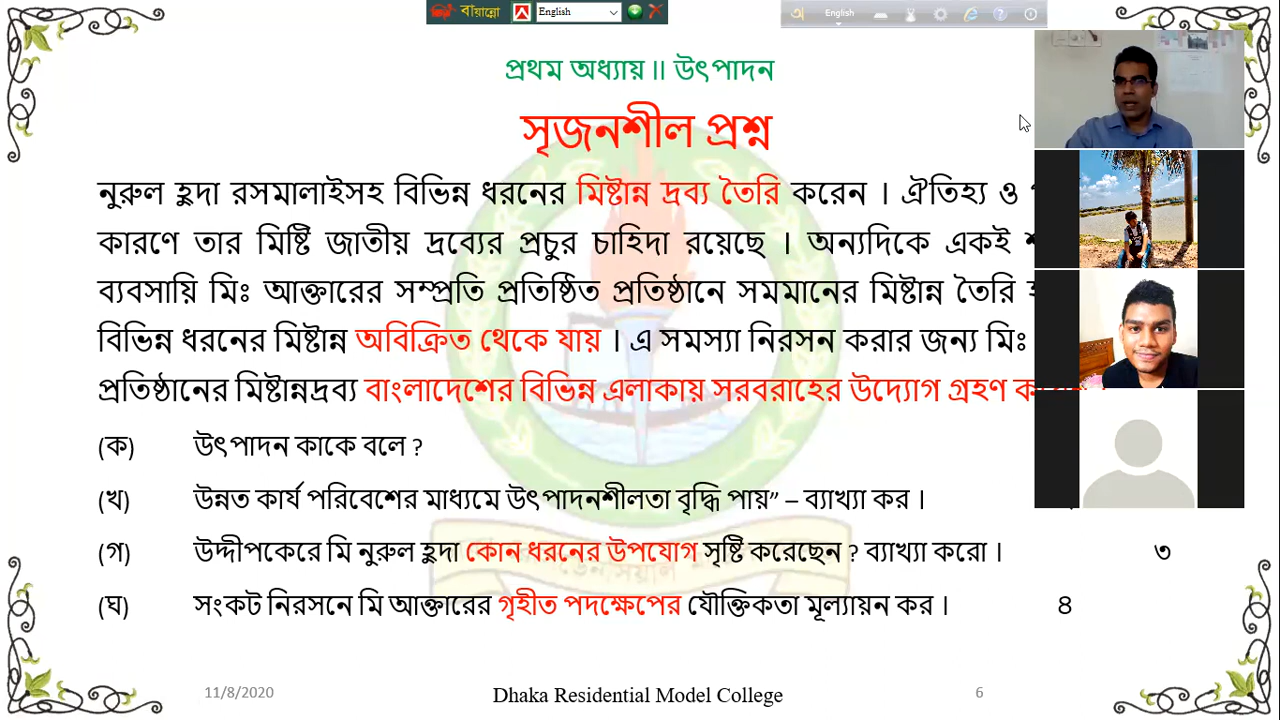 বায়ান্নো English
English
প্রথম অধ্যায় ॥ উৎপাদন
সৃজনশীল প্রশ্ন
নুরুল হুদা রসমালাইসহ বিভিন্ন ধরনের মিষ্টান্ন দ্রব্য তৈরি করেন । ঐতিহ্য ও
কারণে তার মিষ্টি জাতীয় দ্রব্যের প্রচুর চাহিদা রয়েছে । অন্যদিকে একই
ব্যবসায়ি মিঃ আক্তারের সম্প্রতি প্রতিষ্ঠিত প্রতিষ্ঠানে সমমানের মিষ্টান্ন তৈরি
বিভিন্ন ধরনের মিষ্টান্ন অবিক্রিত থেকে যায় । এ সমস্যা নিরসন করার জন্য মিঃ
প্রতিষ্ঠানের মিষ্টান্নদ্রব্য বাংলাদেশের বিভিন্ন এলাকায় সরবরাহের উদ্যোগ গ্রহণ
(ক) উৎপাদন কাকে বলে ?
(খ) উন্নত কার্য পরিবেশের মাধ্যমে উৎপাদনশীলতা বৃদ্ধি পায়” – ব্যাখ্যা কর ।
(গ) উদ্দীপকেরে মি নুরুল হুদা কোন ধরনের উপযোগ সৃষ্টি করেছেন ? ব্যাখ্যা করো । ৩
(ঘ) সংকট নিরসনে মি আক্তারের গৃহীত পদক্ষেপের যৌক্তিকতা মূল্যায়ন কর । ৪
11/8/2020 Dhaka Residential Model College 6